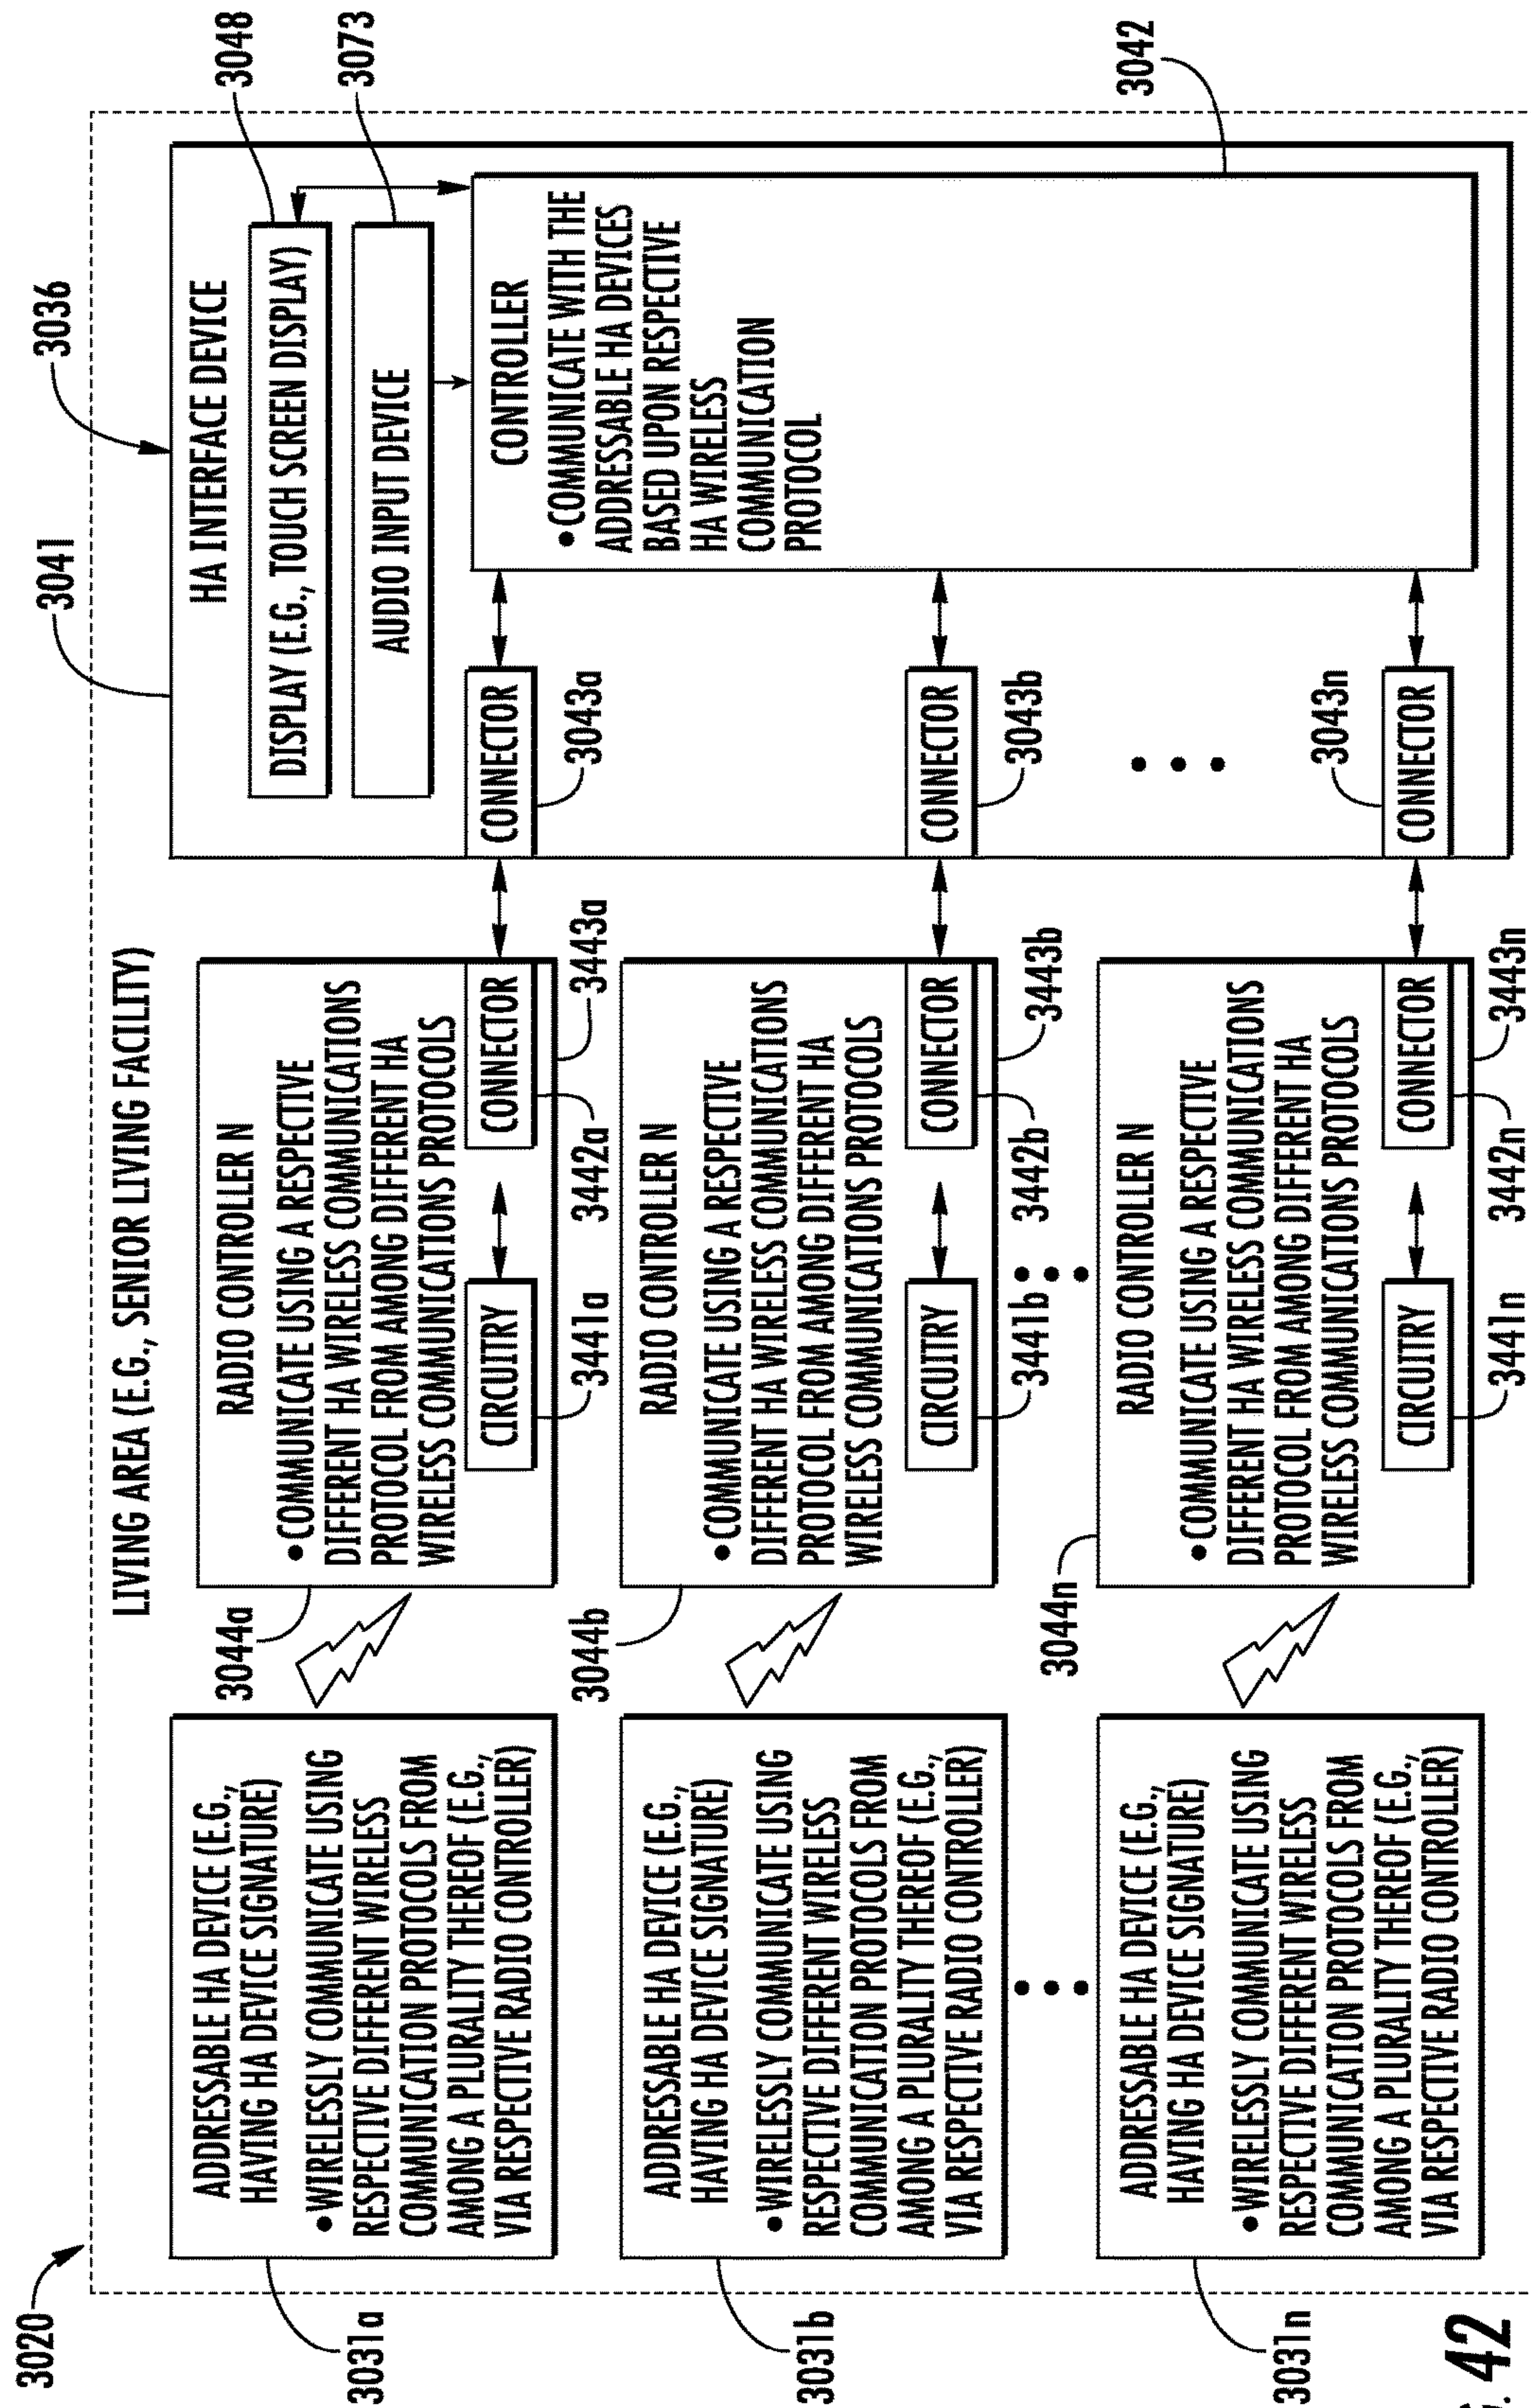 3020
LIVING AREA (E.G., SENIOR LIVING FACILITY)
3041
3036
HA INTERFACE DEVICE
3048
DISPLAY (E.G., TOUCH SCREEN DISPLAY)
3073
AUDIO INPUT DEVICE
CONTROLLER
•COMMUNICATE WITH THE
ADDRESSABLE HA DEVICES
BASED UPON RESPECTIVE
HA WIRELESS
COMMUNICATION
PROTOCOL
3042
3031a
ADDRESSABLE HA DEVICE (E.G.,
HAVING HA DEVICE SIGNATURE)
•WIRELESSLY COMMUNICATE USING
RESPECTIVE DIFFERENT WIRELESS
COMMUNICATION PROTOCOLS FROM
AMONG A PLURALITY THEREOF (E.G.,
VIA RESPECTIVE RADIO CONTROLLER)
3044a
RADIO CONTROLLER N
•COMMUNICATE USING A RESPECTIVE
DIFFERENT HA WIRELESS COMMUNICATIONS
PROTOCOL FROM AMONG DIFFERENT HA
WIRELESS COMMUNICATIONS PROTOCOLS
CIRCUITRY
CONNECTOR
CONNECTOR
3441a
3442a
3443a
3043a
3031b
ADDRESSABLE HA DEVICE (E.G.,
HAVING HA DEVICE SIGNATURE)
•WIRELESSLY COMMUNICATE USING
RESPECTIVE DIFFERENT WIRELESS
COMMUNICATION PROTOCOLS FROM
AMONG A PLURALITY THEREOF (E.G.,
VIA RESPECTIVE RADIO CONTROLLER)
3044b
RADIO CONTROLLER N
•COMMUNICATE USING A RESPECTIVE
DIFFERENT HA WIRELESS COMMUNICATIONS
PROTOCOL FROM AMONG DIFFERENT HA
WIRELESS COMMUNICATIONS PROTOCOLS
CIRCUITRY
CONNECTOR
CONNECTOR
3441b
3442b
3443b
3043b
3031n
ADDRESSABLE HA DEVICE (E.G.,
HAVING HA DEVICE SIGNATURE)
•WIRELESSLY COMMUNICATE USING
RESPECTIVE DIFFERENT WIRELESS
COMMUNICATION PROTOCOLS FROM
AMONG A PLURALITY THEREOF (E.G.,
VIA RESPECTIVE RADIO CONTROLLER)
3044n
RADIO CONTROLLER N
•COMMUNICATE USING A RESPECTIVE
DIFFERENT HA WIRELESS COMMUNICATIONS
PROTOCOL FROM AMONG DIFFERENT HA
WIRELESS COMMUNICATIONS PROTOCOLS
CIRCUITRY
CONNECTOR
CONNECTOR
3441n
3442n
3443n
3043n
42